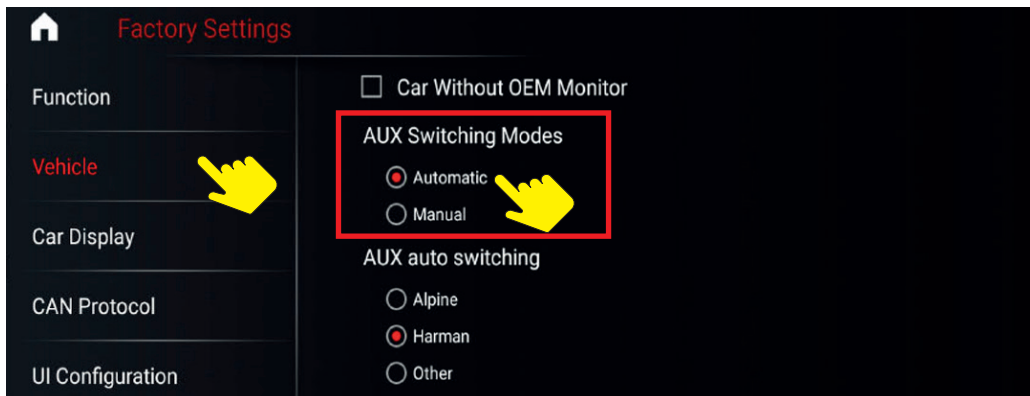 Factory Settings
Function
Vehicle
Car Display
CAN Protocol
UI Configuration
Car Without OEM Monitor
AUX Switching Modes
Automatic
Manual
AUX auto switching
Alpine
Harman
Other